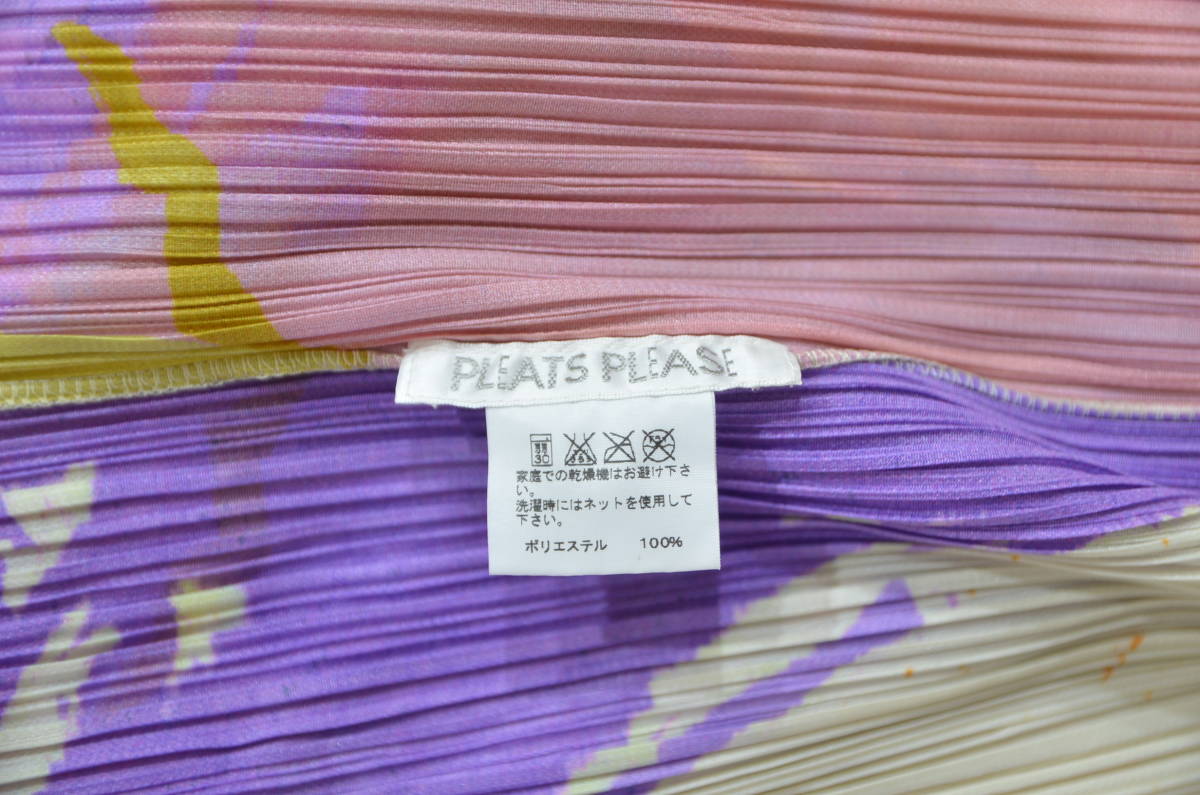 PLEATS PLEASE
30
家庭での乾燥機はお避け下さ
い。
洗濯時にはネットを使用して
下さい。
ポリエステル 100%